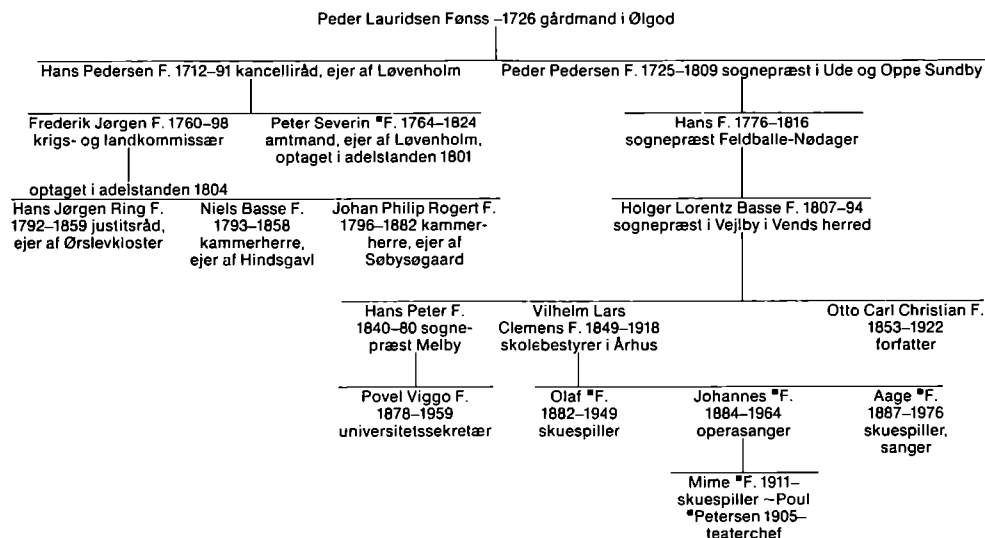 Peder Lauridsen Fønss –1726 gårdmand i Ølgod
Hans Pedersen F. 1712–91 kancelliråd, ejer af Løvenholm
Peder Pedersen F. 1725–1809 sognepræst i Ude og Oppe Sundby
Frederik Jørgen F. 1760–98
krigs- og landkommissær
optaget i adelstanden 1804
Peter Severin *F. 1764–1824
amtmand, ejer af Løvenholm,
optaget i adelstanden 1801
Hans F. 1776–1816
sognepræst Feldballe-Nødager
Hans Jørgen Ring F.
1792–1859 justitsråd,
ejer af Ørslevkloster
Niels Basse F.
1793–1858
kammerherre,
ejer af Hindsgavl
Johan Philip Rogert F.
1796–1882 kammer-
herre, ejer af
Søbysøgaard
Holger Lorentz Basse F. 1807–94
sognepræst i Vejlby i Vends herred
Hans Peter F.
1840–80 sogne-
præst Melby
Vilhelm Lars
Clemens F. 1849–1918
skolebestyrer i Århus
Otto Carl Christian F.
1853–1922
forfatter
Povel Viggo F.
1878–1959
universitetssekretær
Olaf *F.
1882–1949
skuespiller
Johannes *F.
1884–1964
operasanger
Aage *F.
1887–1976
skuespiller,
sanger
Mime *F. 1911–
skuespiller ~Poul
*Petersen 1905–
teaterchef